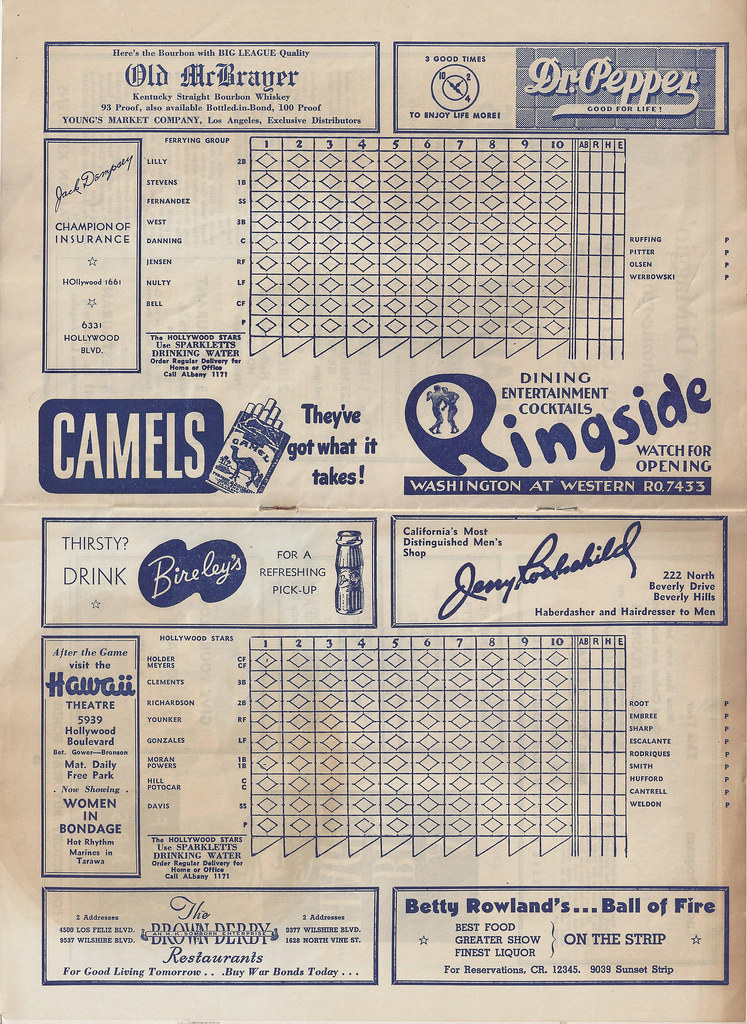 Here's the Bourbon with BIG LEAGUE Quality
Old McBrayer
Kentucky Straight Bourbon Whiskey
93 Proof, also available Bottled-in-Bond, 100 Proof
YOUNG'S MARKET COMPANY, Los Angeles, Exclusive Distributors
3 GOOD TIMES
10 2
4
TO ENJOY LIFE MORE!
Dr. Pepper
GOOD FOR LIFE!
Jack Dempsey
CHAMPION OF
INSURANCE
HOllywood 1661
6331
HOLLYWOOD
BLVD.
FERRYING GROUP 1 2 3 4 5 6 7 8 9 10 AB R H E
LILLY 2B
STEVENS 1B
FERNANDEZ SS
WEST 3B
DANNING C
JENSEN RF
NULTY LF
BELL CF
P
RUFFING P
PITTER P
OLSEN P
WERBOWSKI P
The HOLLYWOOD STARS
Use SPARKLETTS
DRINKING WATER
Order Regular Delivery for
Home or Office
Call ALbany 1171
CAMELS
CAMEL
They've
got what it
takes!
DINING
ENTERTAINMENT
COCKTAILS
Ringside
WATCH FOR
OPENING
WASHINGTON AT WESTERN RO.7433
THIRSTY?
DRINK
Bireley's
FOR A
REFRESHING
PICK-UP
California's Most
Distinguished Men's
Shop
Jerry Rothschild
222 North
Beverly Drive
Beverly Hills
Haberdasher and Hairdresser to Men
After the Game
visit the
Hawaii
THEATRE
5939
Hollywood
Boulevard
Bet. Gower—Bronson
Mat. Daily
Free Park
. Now Showing .
WOMEN
IN
BONDAGE
Hot Rhythm
Marines in
Tarawa
HOLLYWOOD STARS 1 2 3 4 5 6 7 8 9 10 AB R H E
HOLDER CF
MEYERS CF
CLEMENTS 3B
RICHARDSON 2B
YOUNKER RF
GONZALES LF
MORAN 1B
POWERS 1B
HILL C
POTOCAR C
DAVIS SS
P
ROOT P
EMBREE P
SHARP P
ESCALANTE P
RODRIQUES P
SMITH P
HUFFORD P
CANTRELL P
WELDON P
The HOLLYWOOD STARS
Use SPARKLETTS
DRINKING WATER
Order Regular Delivery for
Home or Office
Call ALbany 1171
2 Addresses
4500 LOS FELIZ BLVD.
9537 WILSHIRE BLVD.
The
BROWN DERBY
AN H. K. SOMBORN ENTERPRISE
Restaurants
2 Addresses
3377 WILSHIRE BLVD.
1628 NORTH VINE ST.
For Good Living Tomorrow . . .Buy War Bonds Today . . .
Betty Rowland's...Ball of Fire
BEST FOOD
GREATER SHOW
FINEST LIQUOR
ON THE STRIP
For Reservations, CR. 12345. 9039 Sunset Strip